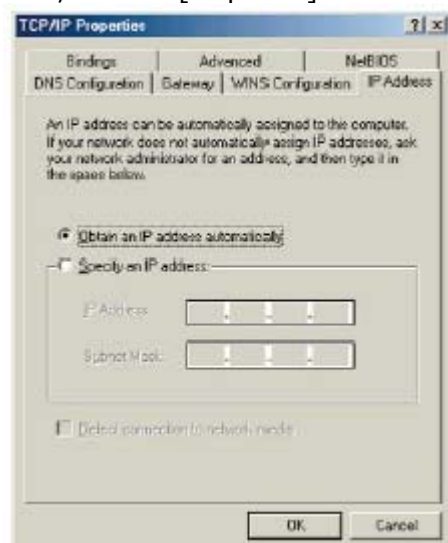 TCP/IP Properties
? x
Bindings Advanced NetBIOS
DNS Configuration Gateway WINS Configuration IP Address
An IP address can be automatically assigned to this computer.
If your network does not automatically assign IP addresses, ask
your network administrator for an address, and then type it in
the space below.
Obtain an IP address automatically
Specify an IP address:
IP Address:
Subnet Mask:
Detect connection to network media
OK Cancel